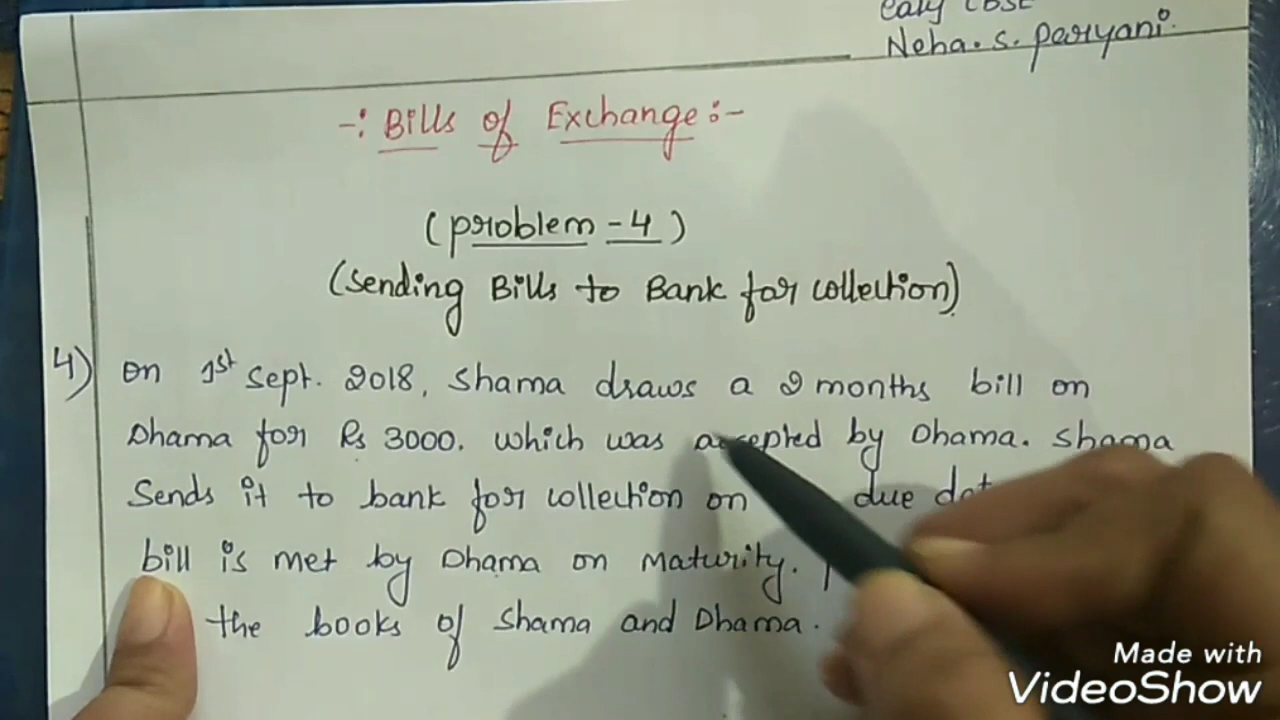 Easy CBSE
Neha. S. Paryani.
-: Bills of Exchange :-
(problem - 4)
(Sending Bills to Bank for collection)
4) on 1st Sept. 2018, Shama draws a 2 months bill on
Dhama for Rs 3000. which was accepted by Dhama. Shama
Sends it to bank for collection on due
bill is met by Dhama on Maturity.
the books of Shama and Dhama.
Made with
VideoShow